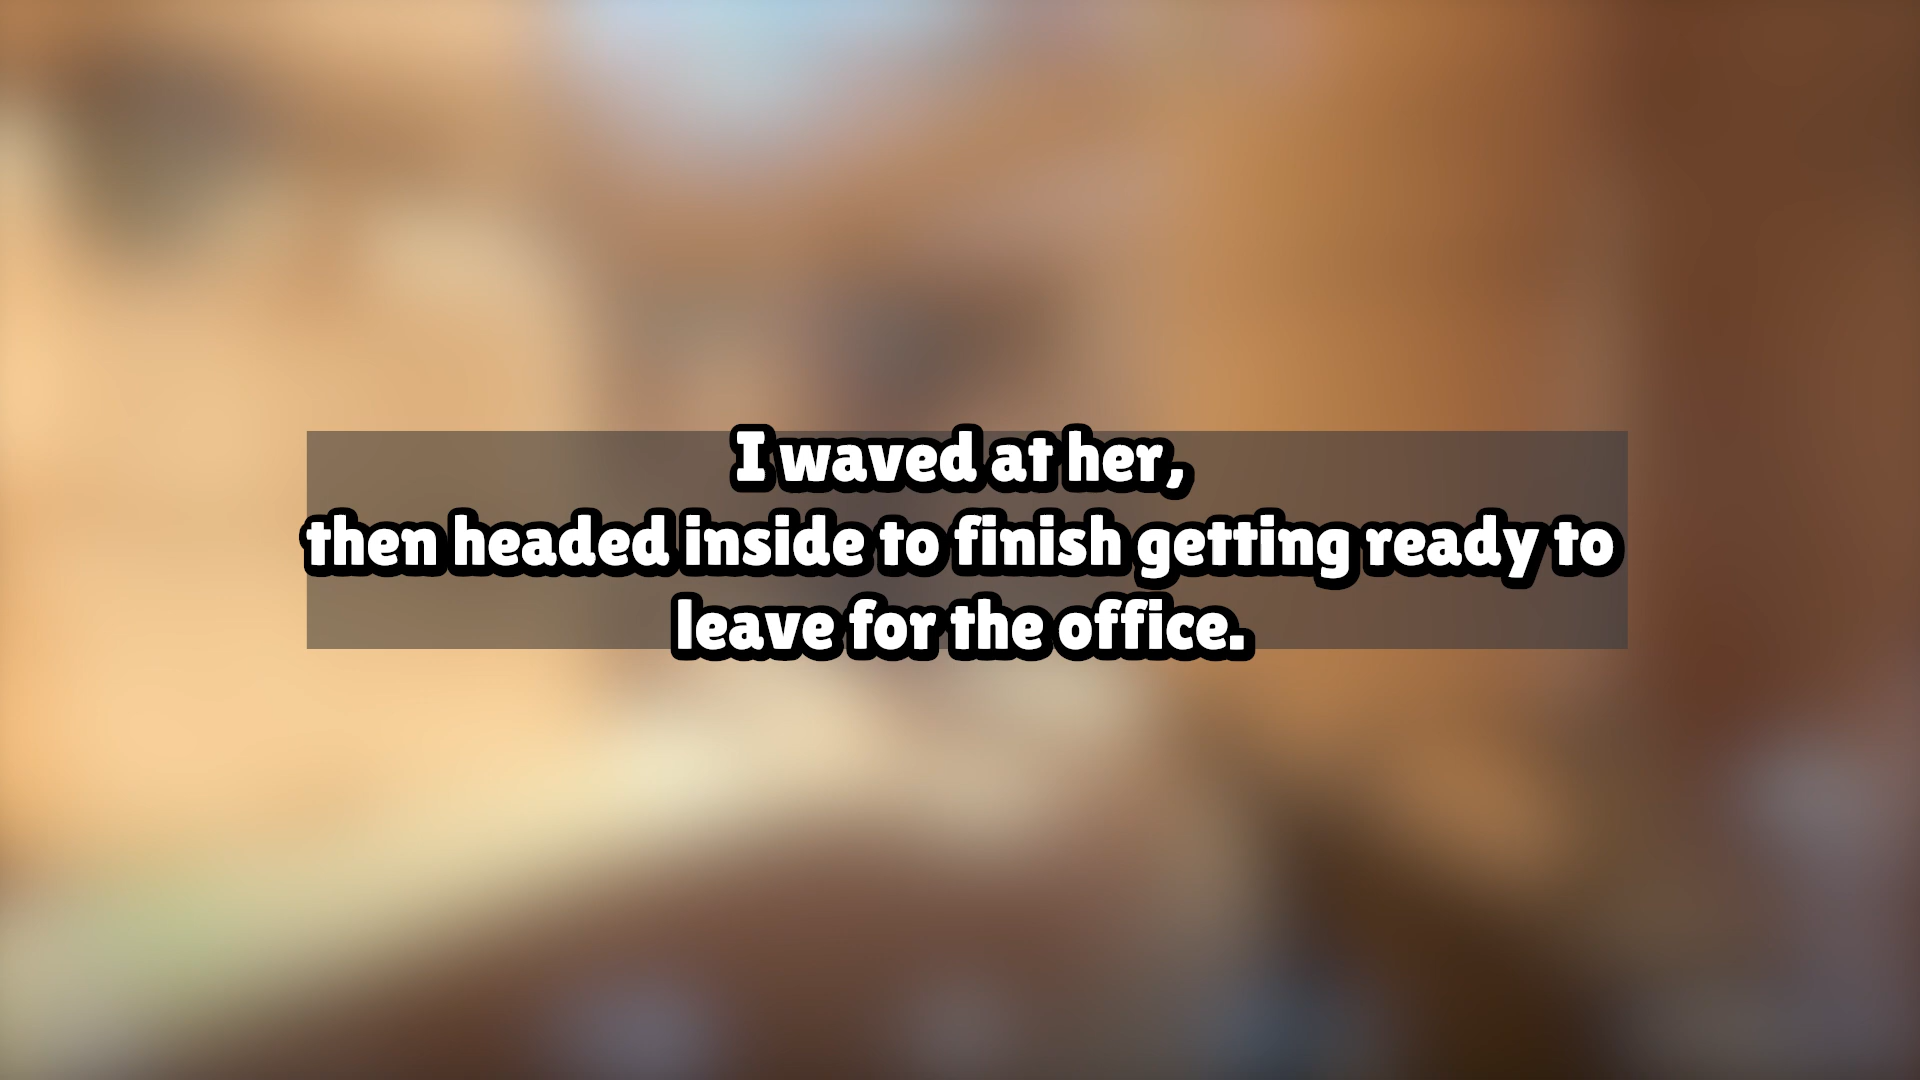 I waved at her,
then headed inside to finish getting ready to
leave for the office.